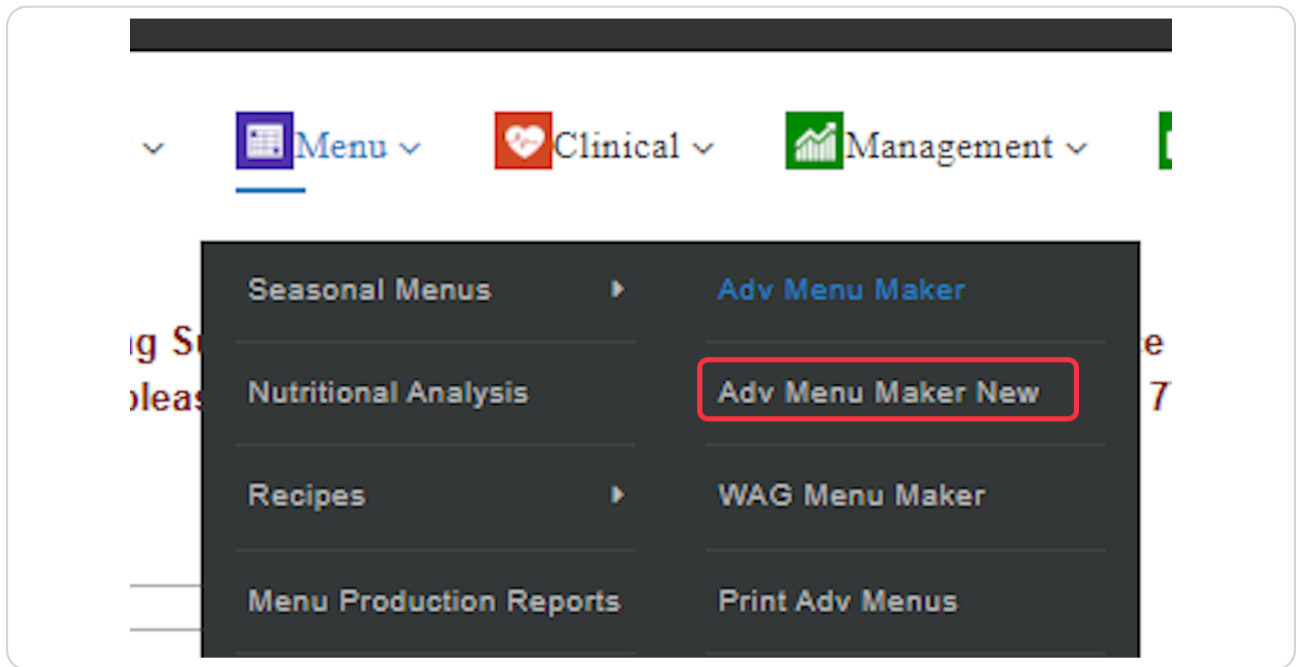 Menu
Clinical
Management
Seasonal Menus
Adv Menu Maker
Nutritional Analysis
Adv Menu Maker New
7
Recipes
WAG Menu Maker
Menu Production Reports
Print Adv Menus